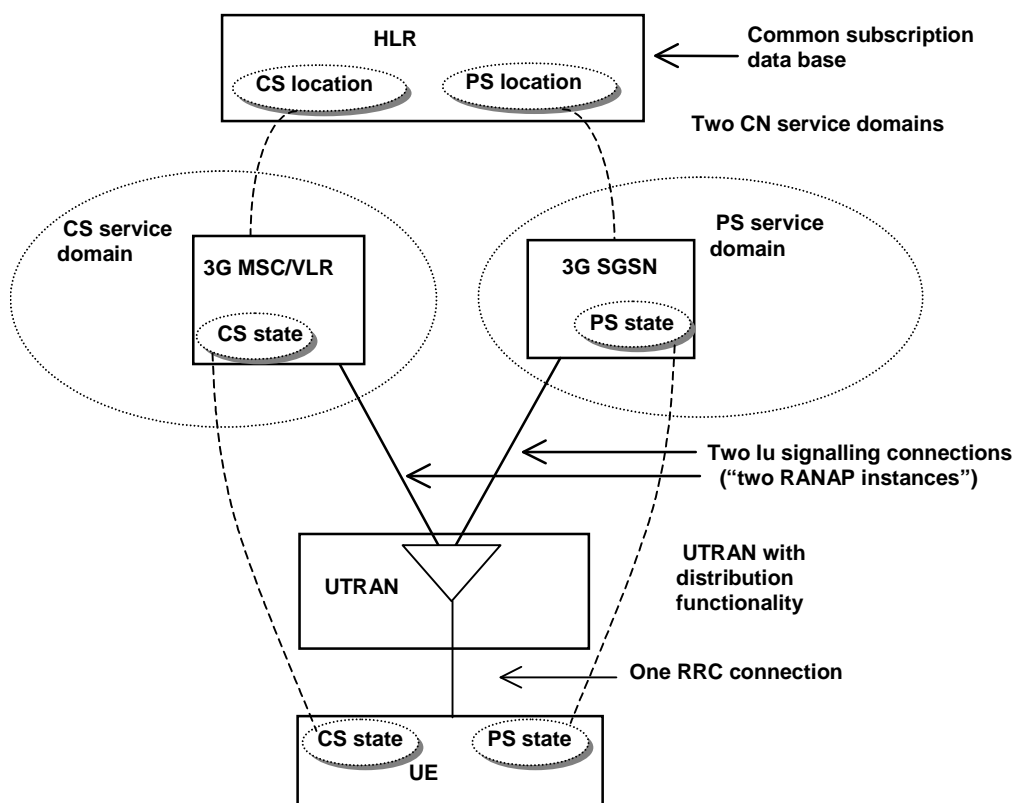 HLR
Common subscription
data base
CS location
PS location
Two CN service domains
CS service
domain
PS service
domain
3G MSC/VLR
3G SGSN
CS state
PS state
Two Iu signalling connections
(“two RANAP instances”)
UTRAN
UTRAN with
distribution
functionality
One RRC connection
CS state
PS state
UE